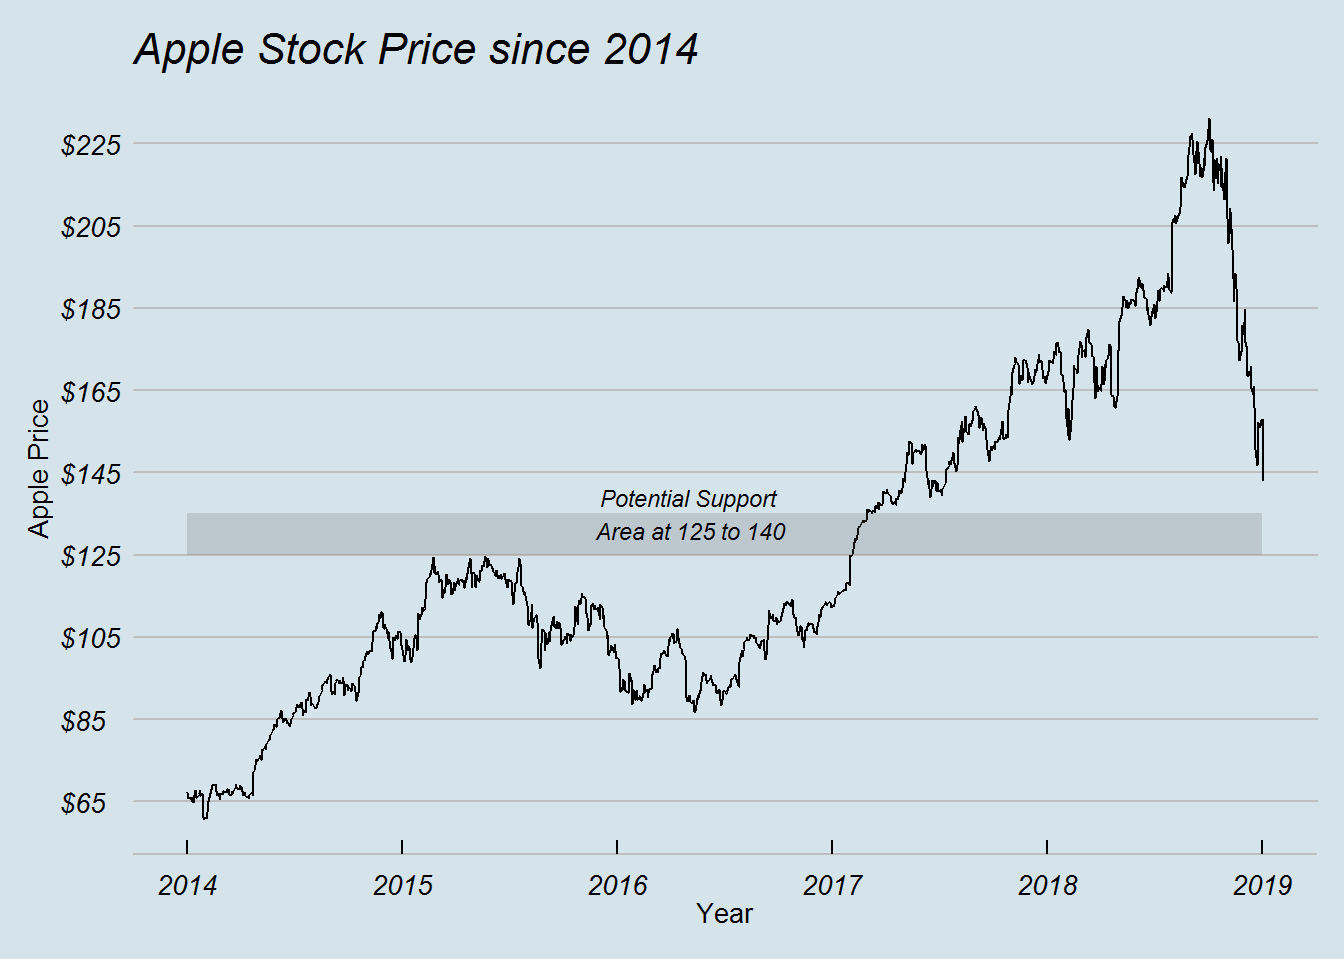 Apple Stock Price since 2014
$225
$205
$185
$165
$145
$125
$105
$85
$65
Apple Price
Potential Support
Area at 125 to 140
2014 2015 2016 2017 2018 2019
Year